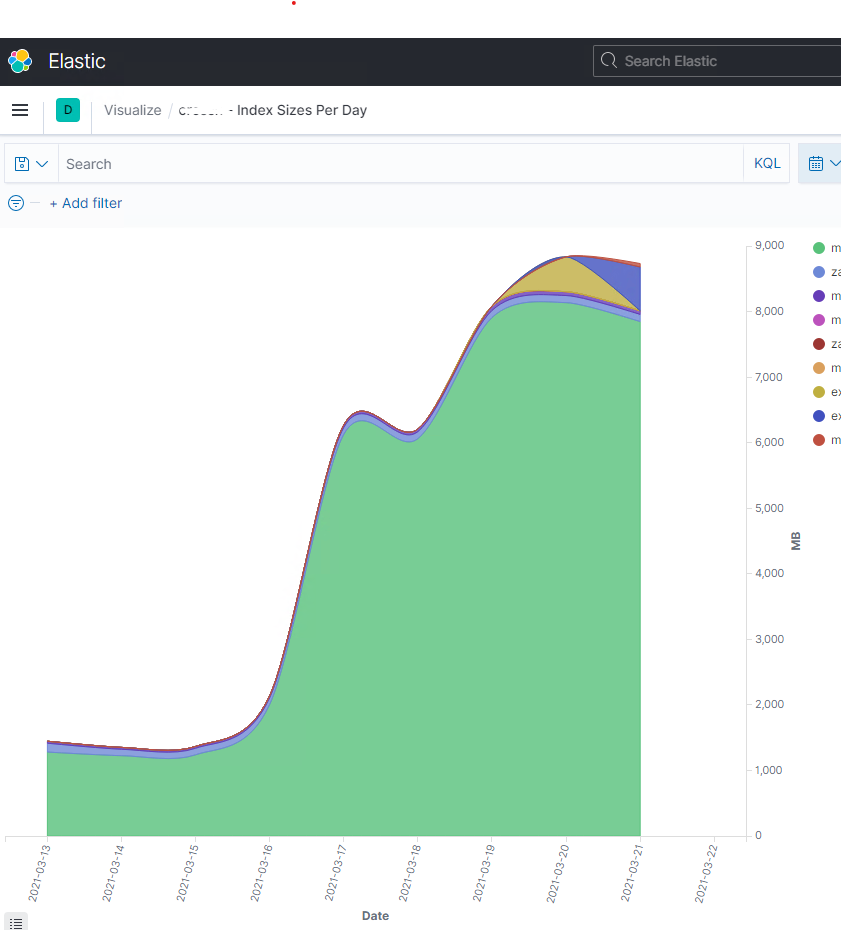 Elastic
Search Elastic
D
Visualize / - Index Sizes Per Day
Search
KQL
+ Add filter
9,000
8,000
7,000
6,000
5,000
4,000
3,000
2,000
1,000
0
MB
m
za
m
m
za
m
ex
ex
m
2021-03-13
2021-03-14
2021-03-15
2021-03-16
2021-03-17
2021-03-18
2021-03-19
2021-03-20
2021-03-21
2021-03-22
Date